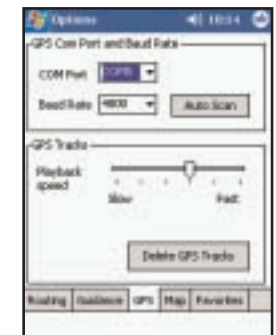 Options 10:14 ok
GPS Com Port and Baud Rate
COM Port
Baud Rate 4800 Auto Scan
GPS Tracks
Playback
speed
Slow Fast
Delete GPS Tracks
Routing Guidance GPS Map Favorites